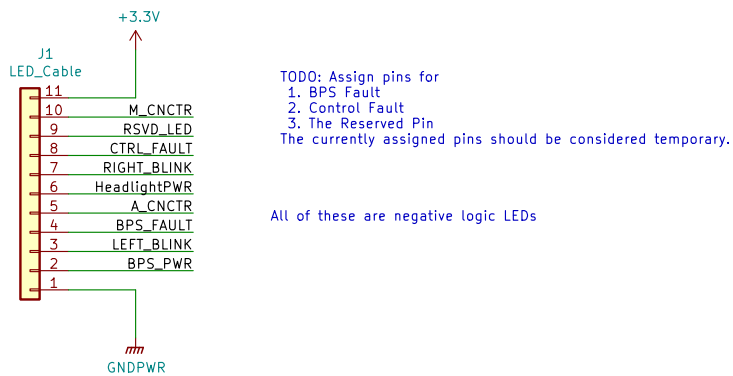 +3.3V
J1
LED_Cable
11
10 M_CNCTR
9 RSVD_LED
8 CTRL_FAULT
7 RIGHT_BLINK
6 HeadlightPWR
5 A_CNCTR
4 BPS_FAULT
3 LEFT_BLINK
2 BPS_PWR
1
GNDPWR
TODO: Assign pins for
1. BPS Fault
2. Control Fault
3. The Reserved Pin
The currently assigned pins should be considered temporary.
All of these are negative logic LEDs